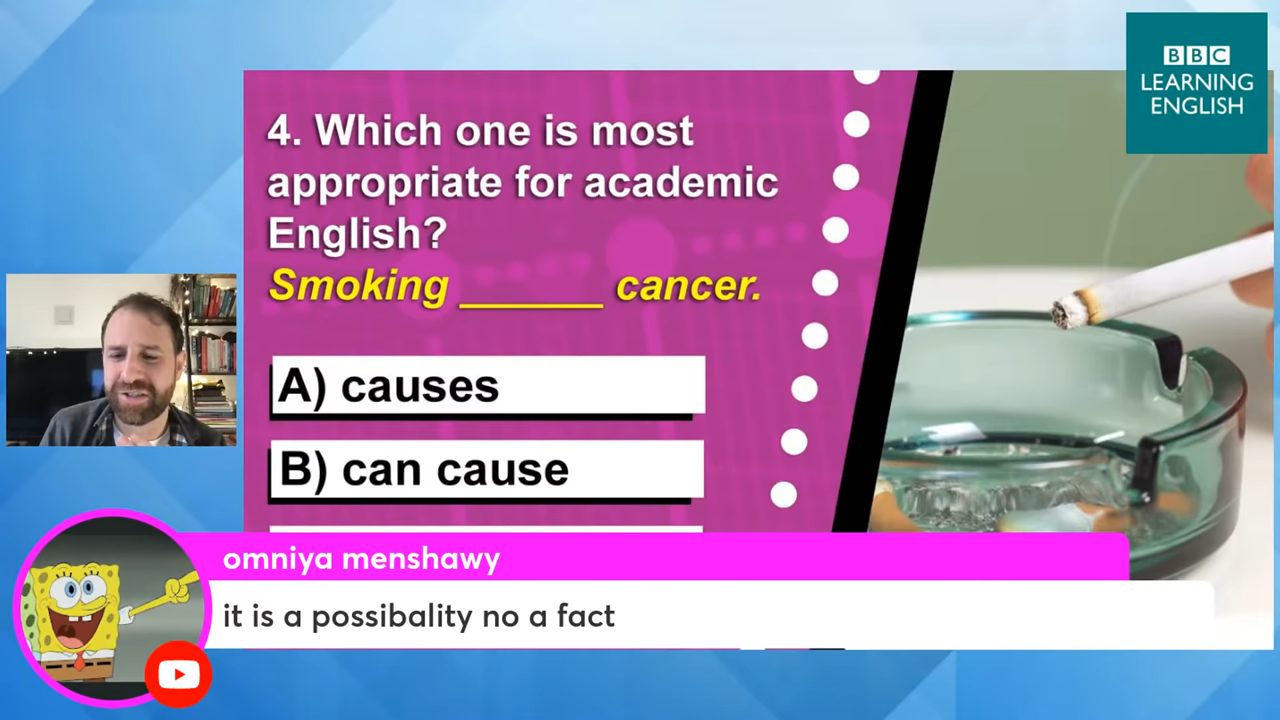 BBC
LEARNING
ENGLISH
4. Which one is most
appropriate for academic
English?
Smoking ______ cancer.
A) causes
B) can cause
omniya menshawy
it is a possibality no a fact